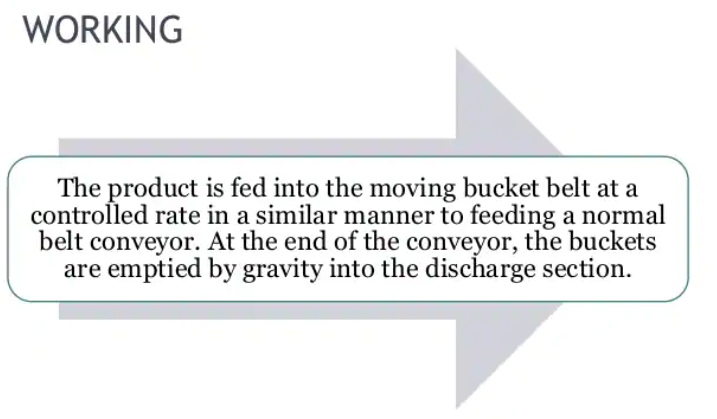 WORKING
The product is fed into the moving bucket belt at a
controlled rate in a similar manner to feeding a normal
belt conveyor. At the end of the conveyor, the buckets
are emptied by gravity into the discharge section.